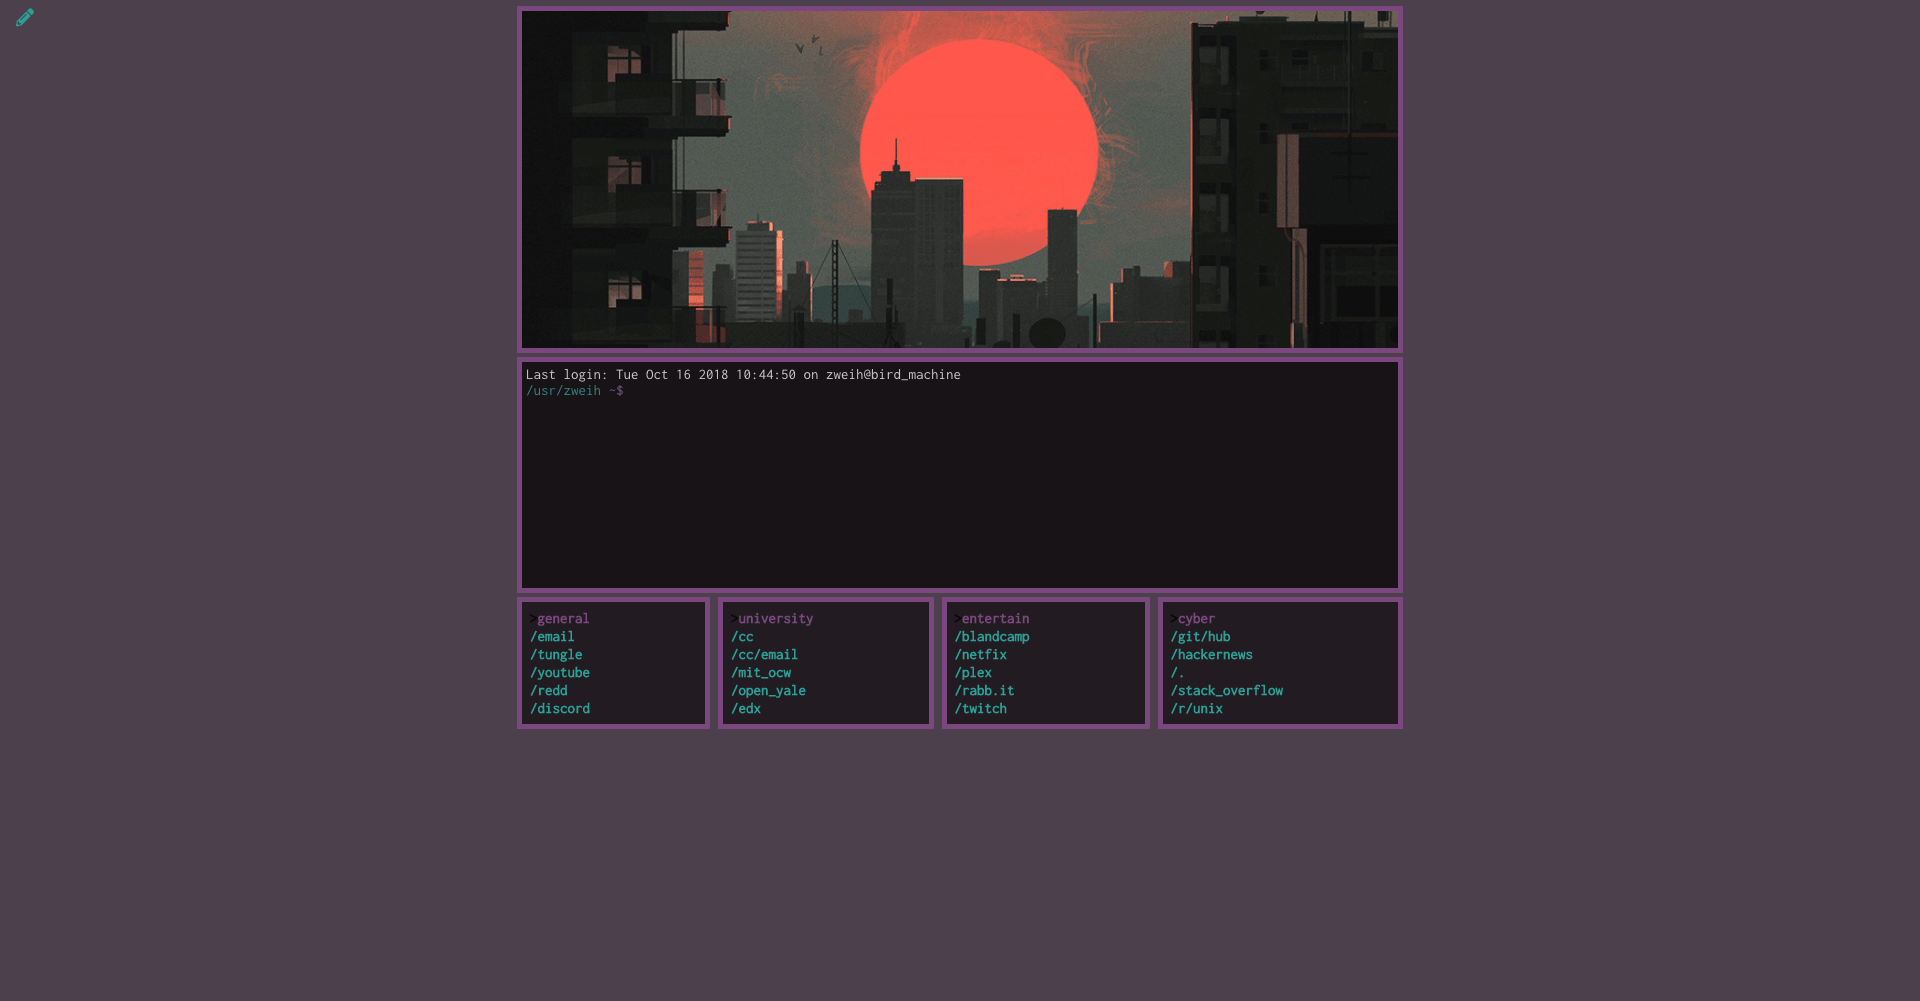 Last login: Tue Oct 16 2018 10:44:50 on zweih@bird_machine
/usr/zweih ~$
>general
/email
/tungle
/youtube
/redd
/discord
>university
/cc
/cc/email
/mit_ocw
/open_yale
/edx
>entertain
/blandcamp
/netfix
/plex
/rabb.it
/twitch
>cyber
/git/hub
/hackernews
/.
/stack_overflow
/r/unix